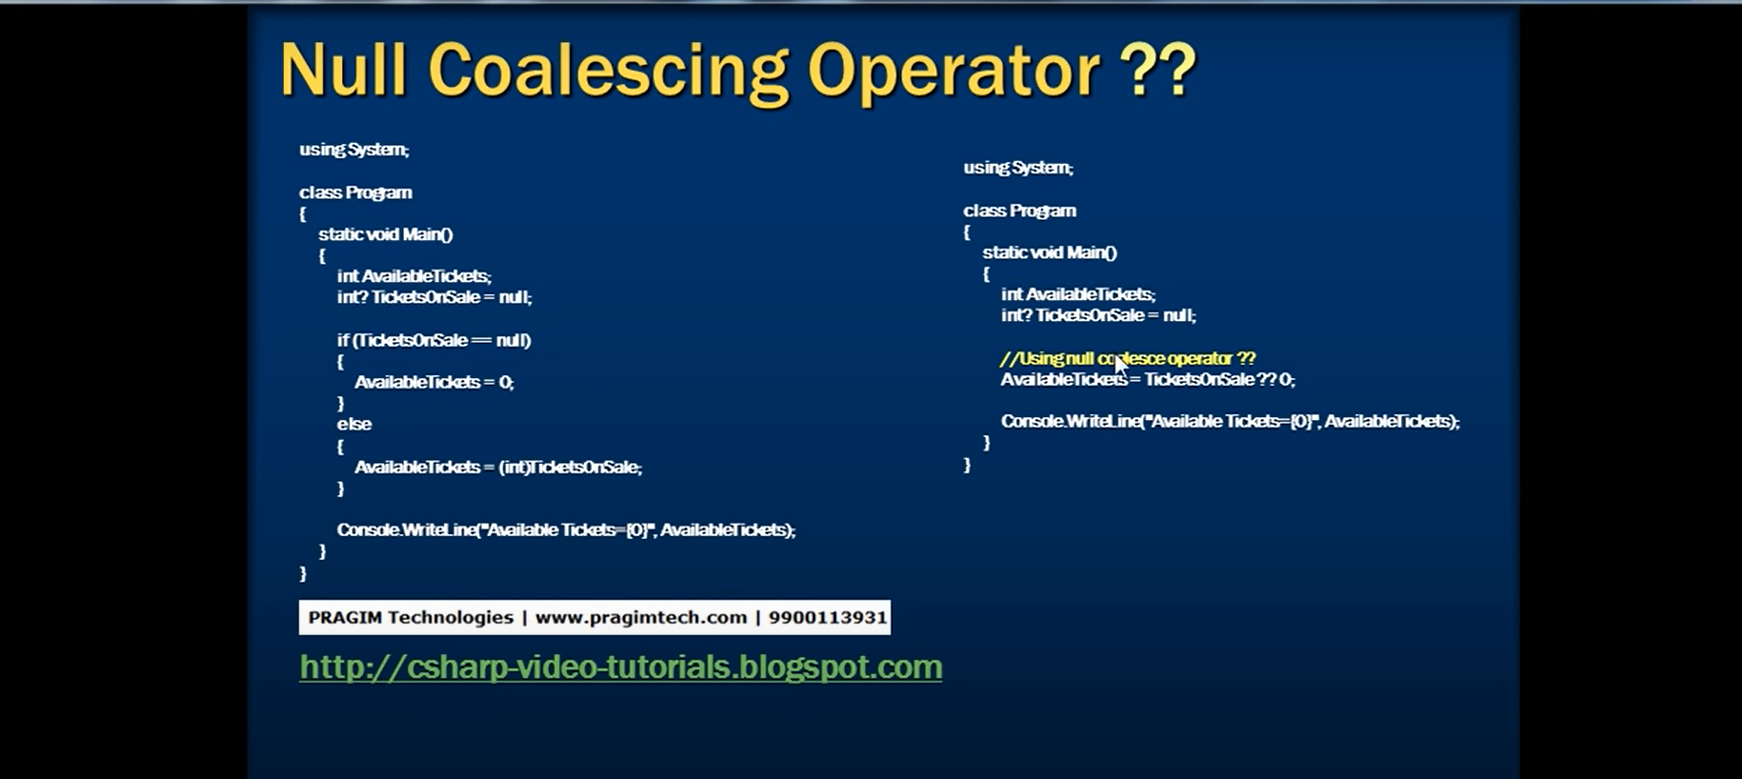 Null Coalescing Operator ??
using System;
class Program
{
static void Main()
{
int AvailableTickets;
int? TicketsOnSale = null;
if (TicketsOnSale == null)
{
AvailableTickets = 0;
}
else
{
AvailableTickets = (int)TicketsOnSale;
}
Console.WriteLine("Available Tickets={0}", AvailableTickets);
}
}
using System;
class Program
{
static void Main()
{
int AvailableTickets;
int? TicketsOnSale = null;
//Using null coalesce operator ??
AvailableTickets = TicketsOnSale ?? 0;
Console.WriteLine("Available Tickets={0}", AvailableTickets);
}
}
PRAGIM Technologies | www.pragimtech.com | 9900113931
http://csharp-video-tutorials.blogspot.com